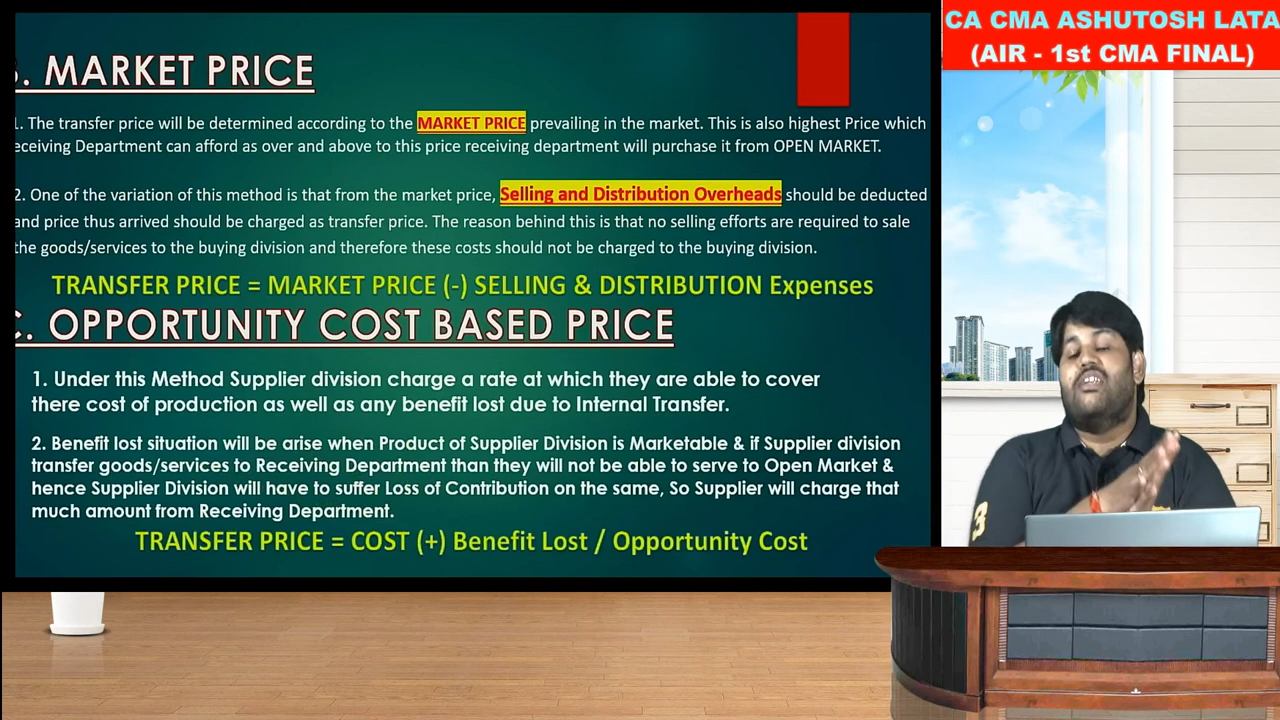 CA CMA ASHUTOSH LATA
(AIR - 1st CMA FINAL)
. MARKET PRICE
1. The transfer price will be determined according to the MARKET PRICE prevailing in the market. This is also highest Price which
eceiving Department can afford as over and above to this price receiving department will purchase it from OPEN MARKET.
2. One of the variation of this method is that from the market price, Selling and Distribution Overheads should be deducted
and price thus arrived should be charged as transfer price. The reason behind this is that no selling efforts are required to sale
the goods/services to the buying division and therefore these costs should not be charged to the buying division.
TRANSFER PRICE = MARKET PRICE (-) SELLING & DISTRIBUTION Expenses
C. OPPORTUNITY COST BASED PRICE
1. Under this Method Supplier division charge a rate at which they are able to cover
there cost of production as well as any benefit lost due to Internal Transfer.
2. Benefit lost situation will be arise when Product of Supplier Division is Marketable & if Supplier division
transfer goods/services to Receiving Department than they will not be able to serve to Open Market &
hence Supplier Division will have to suffer Loss of Contribution on the same, So Supplier will charge that
much amount from Receiving Department.
TRANSFER PRICE = COST (+) Benefit Lost / Opportunity Cost
3